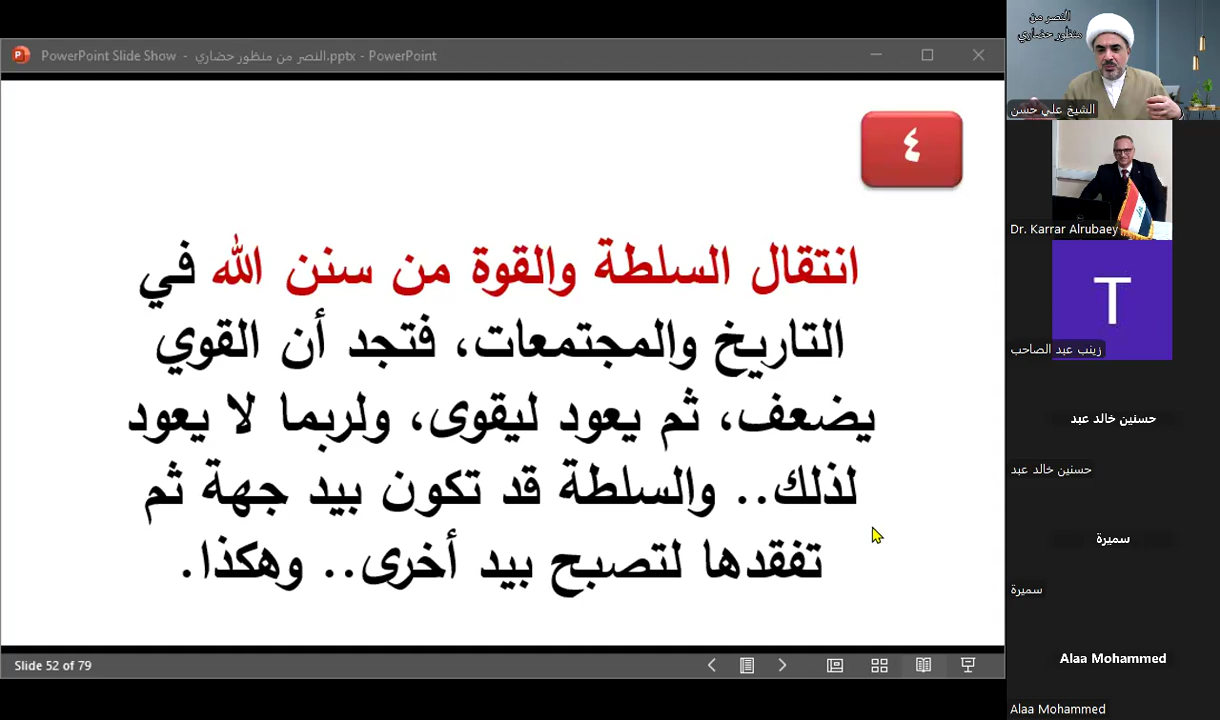 PowerPoint Slide Show - النصر من منظور حضاري.pptx - PowerPoint
٤
انتقال السلطة والقوة من سنن الله في
التاريخ والمجتمعات، فتجد أن القوي
يضعف، ثم يعود ليقوى، ولربما لا يعود
لذلك.. والسلطة قد تكون بيد جهة ثم
تفقدها لتصبح بيد أخرى.. وهكذا.
Slide 52 of 79
النصر من
منظور حضاري
الشيخ علي حسن
Dr. Karrar Alrubaey
T
زينب عبد الصاحب
حسنين خالد عبد
حسنين خالد عبد
سميرة
سميرة
Alaa Mohammed
Alaa Mohammed